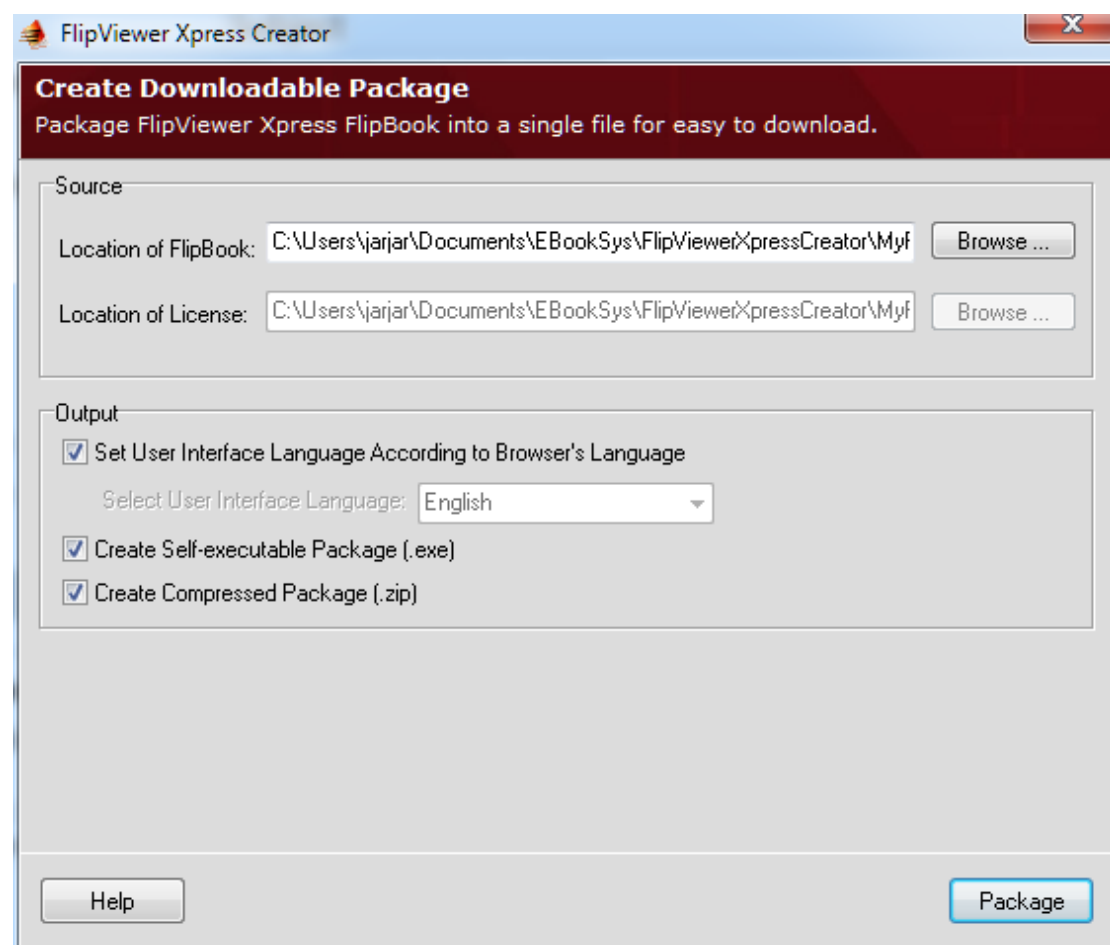 FlipViewer Xpress Creator
X
Create Downloadable Package
Package FlipViewer Xpress FlipBook into a single file for easy to download.
Source
Location of FlipBook: C:\Users\jarjar\Documents\EBookSys\FlipViewerXpressCreator\MyF Browse ...
Location of License: C:\Users\jarjar\Documents\EBookSys\FlipViewerXpressCreator\MyF Browse ...
Output
Set User Interface Language According to Browser's Language
Select User Interface Language: English
Create Self-executable Package (.exe)
Create Compressed Package (.zip)
Help Package